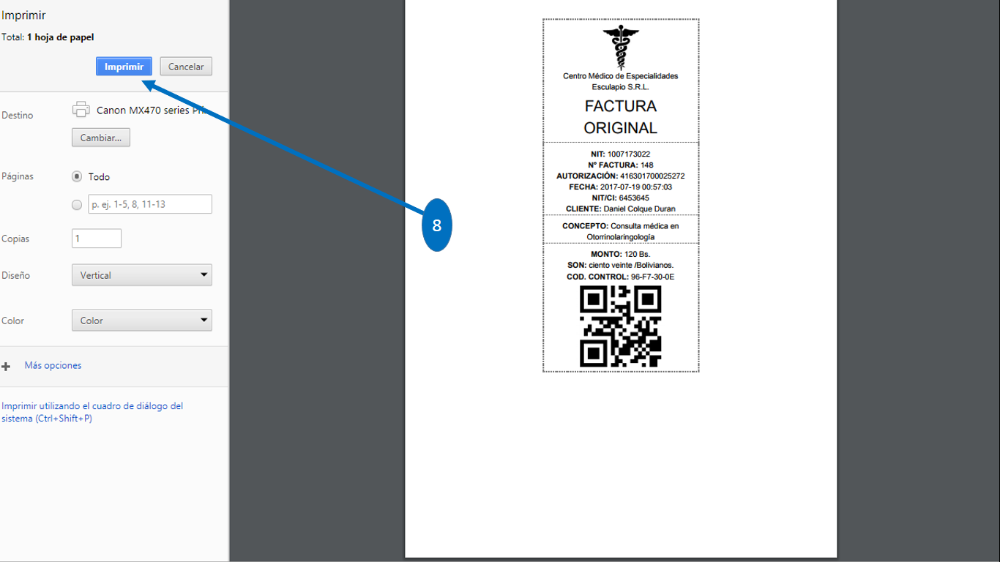 Imprimir
Total: 1 hoja de papel
Imprimir
Cancelar
Destino
Canon MX470 series
Cambiar...
Páginas
Todo
p. ej. 1-5, 8, 11-13
Copias
1
Diseño
Vertical
Color
Color
Más opciones
Imprimir utilizando el cuadro de diálogo del
sistema (Ctrl+Shift+P)
8
Centro Médico de Especialidades
Esculapio S.R.L.
FACTURA
ORIGINAL
NIT: 1007173022
Nº FACTURA: 148
AUTORIZACIÓN: 416301700025272
FECHA: 2017-07-19 00:57:03
NIT/CI: 6453645
CLIENTE: Daniel Colque Duran
CONCEPTO: Consulta médica en
Otorrinolaringología
MONTO: 120 Bs.
SON: ciento veinte /Bolivianos.
COD. CONTROL: 96-F7-30-0E